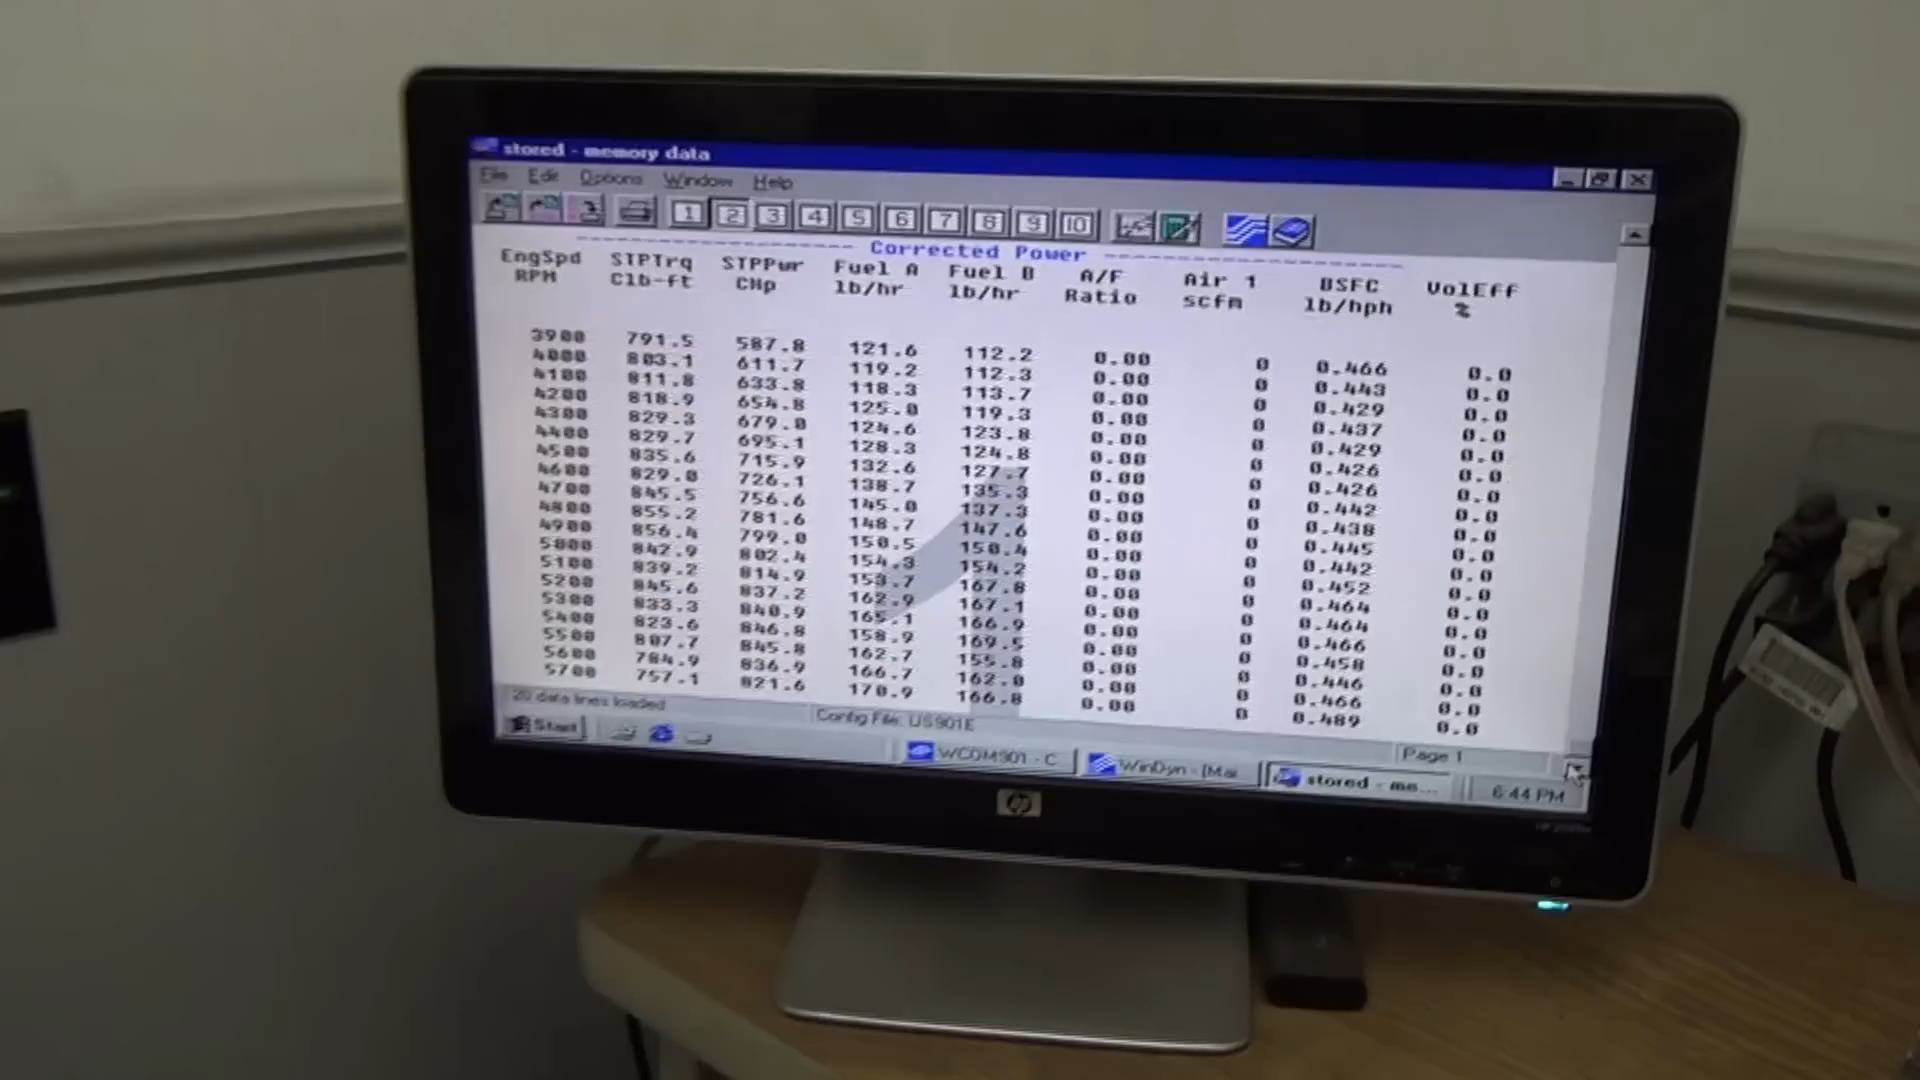 stored - memory data
File Edit Options Window Help
1 2 3 4 5 6 7 8 9 10
Corrected Power
EngSpd STPTrq STPPwr Fuel A Fuel B A/F Air 1 BSFC VolEff
RPM Clb-ft CHp lb/hr lb/hr Ratio scfm lb/hph %
3900 791.5 587.8 121.6 112.2 0.00 0 0.466 0.0
4000 803.1 611.7 119.2 112.3 0.00 0 0.443 0.0
4100 811.8 633.8 118.3 113.7 0.00 0 0.429 0.0
4200 818.9 654.8 125.0 119.3 0.00 0 0.437 0.0
4300 829.3 679.0 124.6 123.8 0.00 0 0.429 0.0
4400 829.7 695.1 128.3 124.8 0.00 0 0.426 0.0
4500 835.6 715.9 132.6 127.7 0.00 0 0.426 0.0
4600 829.0 726.1 138.7 135.3 0.00 0 0.442 0.0
4700 845.5 756.6 145.0 137.3 0.00 0 0.438 0.0
4800 855.2 781.6 148.7 147.6 0.00 0 0.445 0.0
4900 856.4 799.0 150.5 150.4 0.00 0 0.442 0.0
5000 842.9 802.4 154.3 154.2 0.00 0 0.452 0.0
5100 839.2 814.9 153.7 167.8 0.00 0 0.464 0.0
5200 845.6 837.2 162.9 167.1 0.00 0 0.464 0.0
5300 833.3 840.9 165.1 166.9 0.00 0 0.466 0.0
5400 823.6 846.8 158.9 169.5 0.00 0 0.458 0.0
5500 807.7 845.8 162.7 155.8 0.00 0 0.446 0.0
5600 784.9 836.9 166.7 162.0 0.00 0 0.466 0.0
5700 757.1 821.6 170.9 166.8 0.00 0 0.489 0.0
20 data lines loaded Config File: US901E Page 1
Start WCOM901 - C WinDyn - [Mai stored - me... 6:44 PM
hp